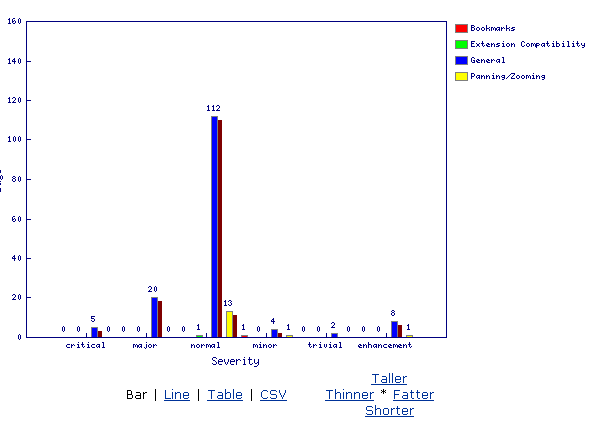 160
140
120
100
80
60
40
20
0
Bookmarks
Extension Compatibility
General
Panning/Zooming
112
20
13
8
5
4
2
0 0 0 0 0 0 0 1 1 0 1 0 0 0 0 0 1
critical major normal minor trivial enhancement
Severity
Taller
Bar | Line | Table | CSV Thinner * Fatter
Shorter